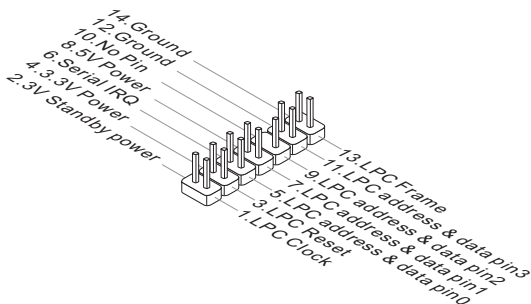 14.Ground
12.Ground
10.No Pin
8.5V Power
6.Serial IRQ
4.3.3V Power
2.3V Standby power
13.LPC Frame
11.LPC address & data pin3
9.LPC address & data pin2
7.LPC address & data pin1
5.LPC address & data pin0
3.LPC Reset
1.LPC Clock